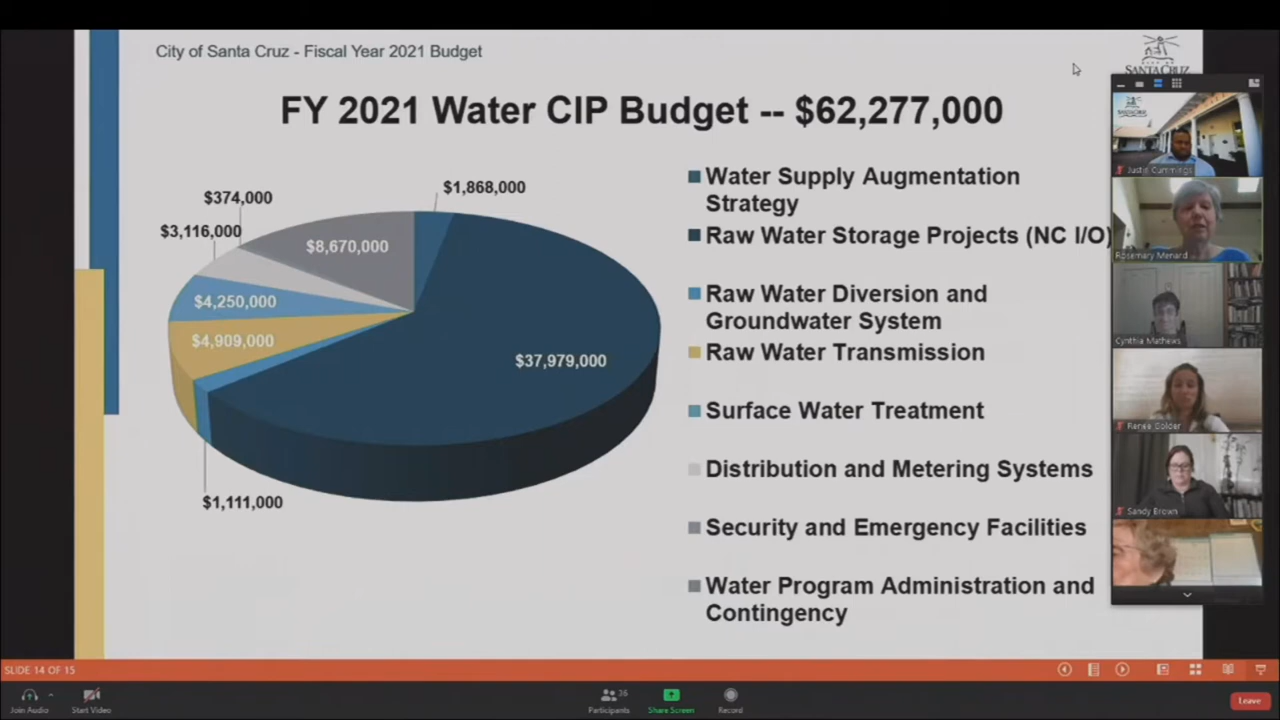 City of Santa Cruz - Fiscal Year 2021 Budget
SANTA CRUZ
FY 2021 Water CIP Budget -- $62,277,000
$374,000
$1,868,000
$3,116,000
$8,670,000
$4,250,000
$4,909,000
$37,979,000
$1,111,000
Water Supply Augmentation
Strategy
Raw Water Storage Projects (NC I/O)
Raw Water Diversion and
Groundwater System
Raw Water Transmission
Surface Water Treatment
Distribution and Metering Systems
Security and Emergency Facilities
Water Program Administration and
Contingency
Justin Cummings
Rosemary Menard
Cynthia Mathews
Renee Golder
Sandy Brown
SLIDE 14 OF 15
Join Audio
Start Video
36
Participants
Share Screen
Record
Leave